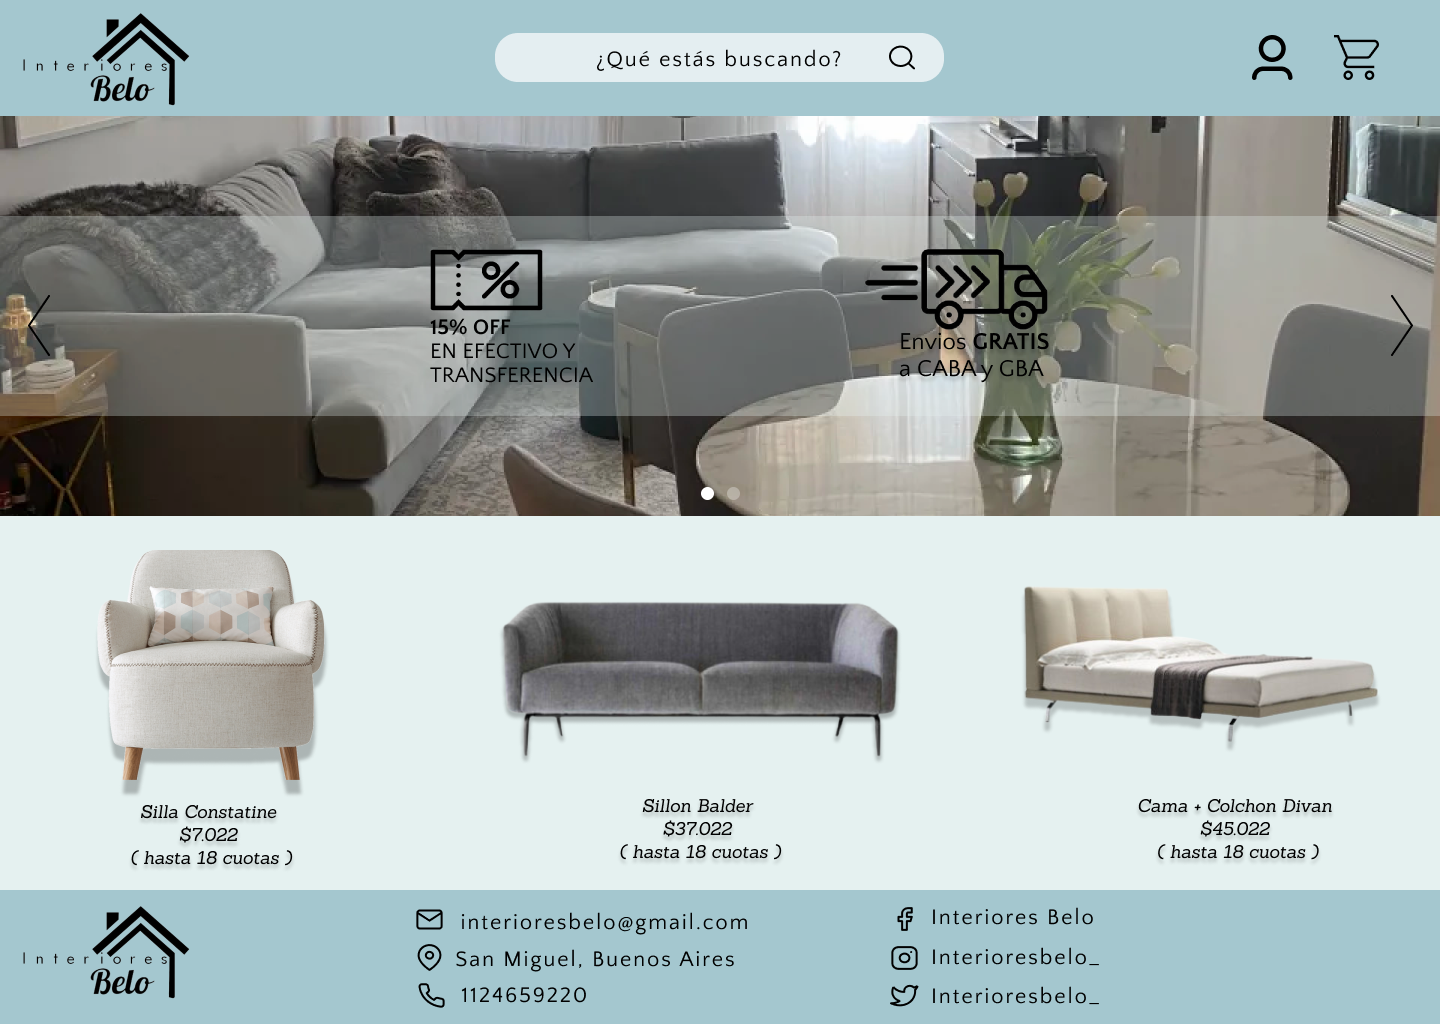 Interiores
Belo
¿Qué estás buscando?
15% OFF
EN EFECTIVO Y
TRANSFERENCIA
Envios GRATIS
a CABA y GBA
Silla Constatine
$7.022
( hasta 18 cuotas )
Sillon Balder
$37.022
( hasta 18 cuotas )
Cama + Colchon Divan
$45.022
( hasta 18 cuotas )
Interiores
Belo
interioresbelo@gmail.com
San Miguel, Buenos Aires
1124659220
Interiores Belo
Interioresbelo_
Interioresbelo_